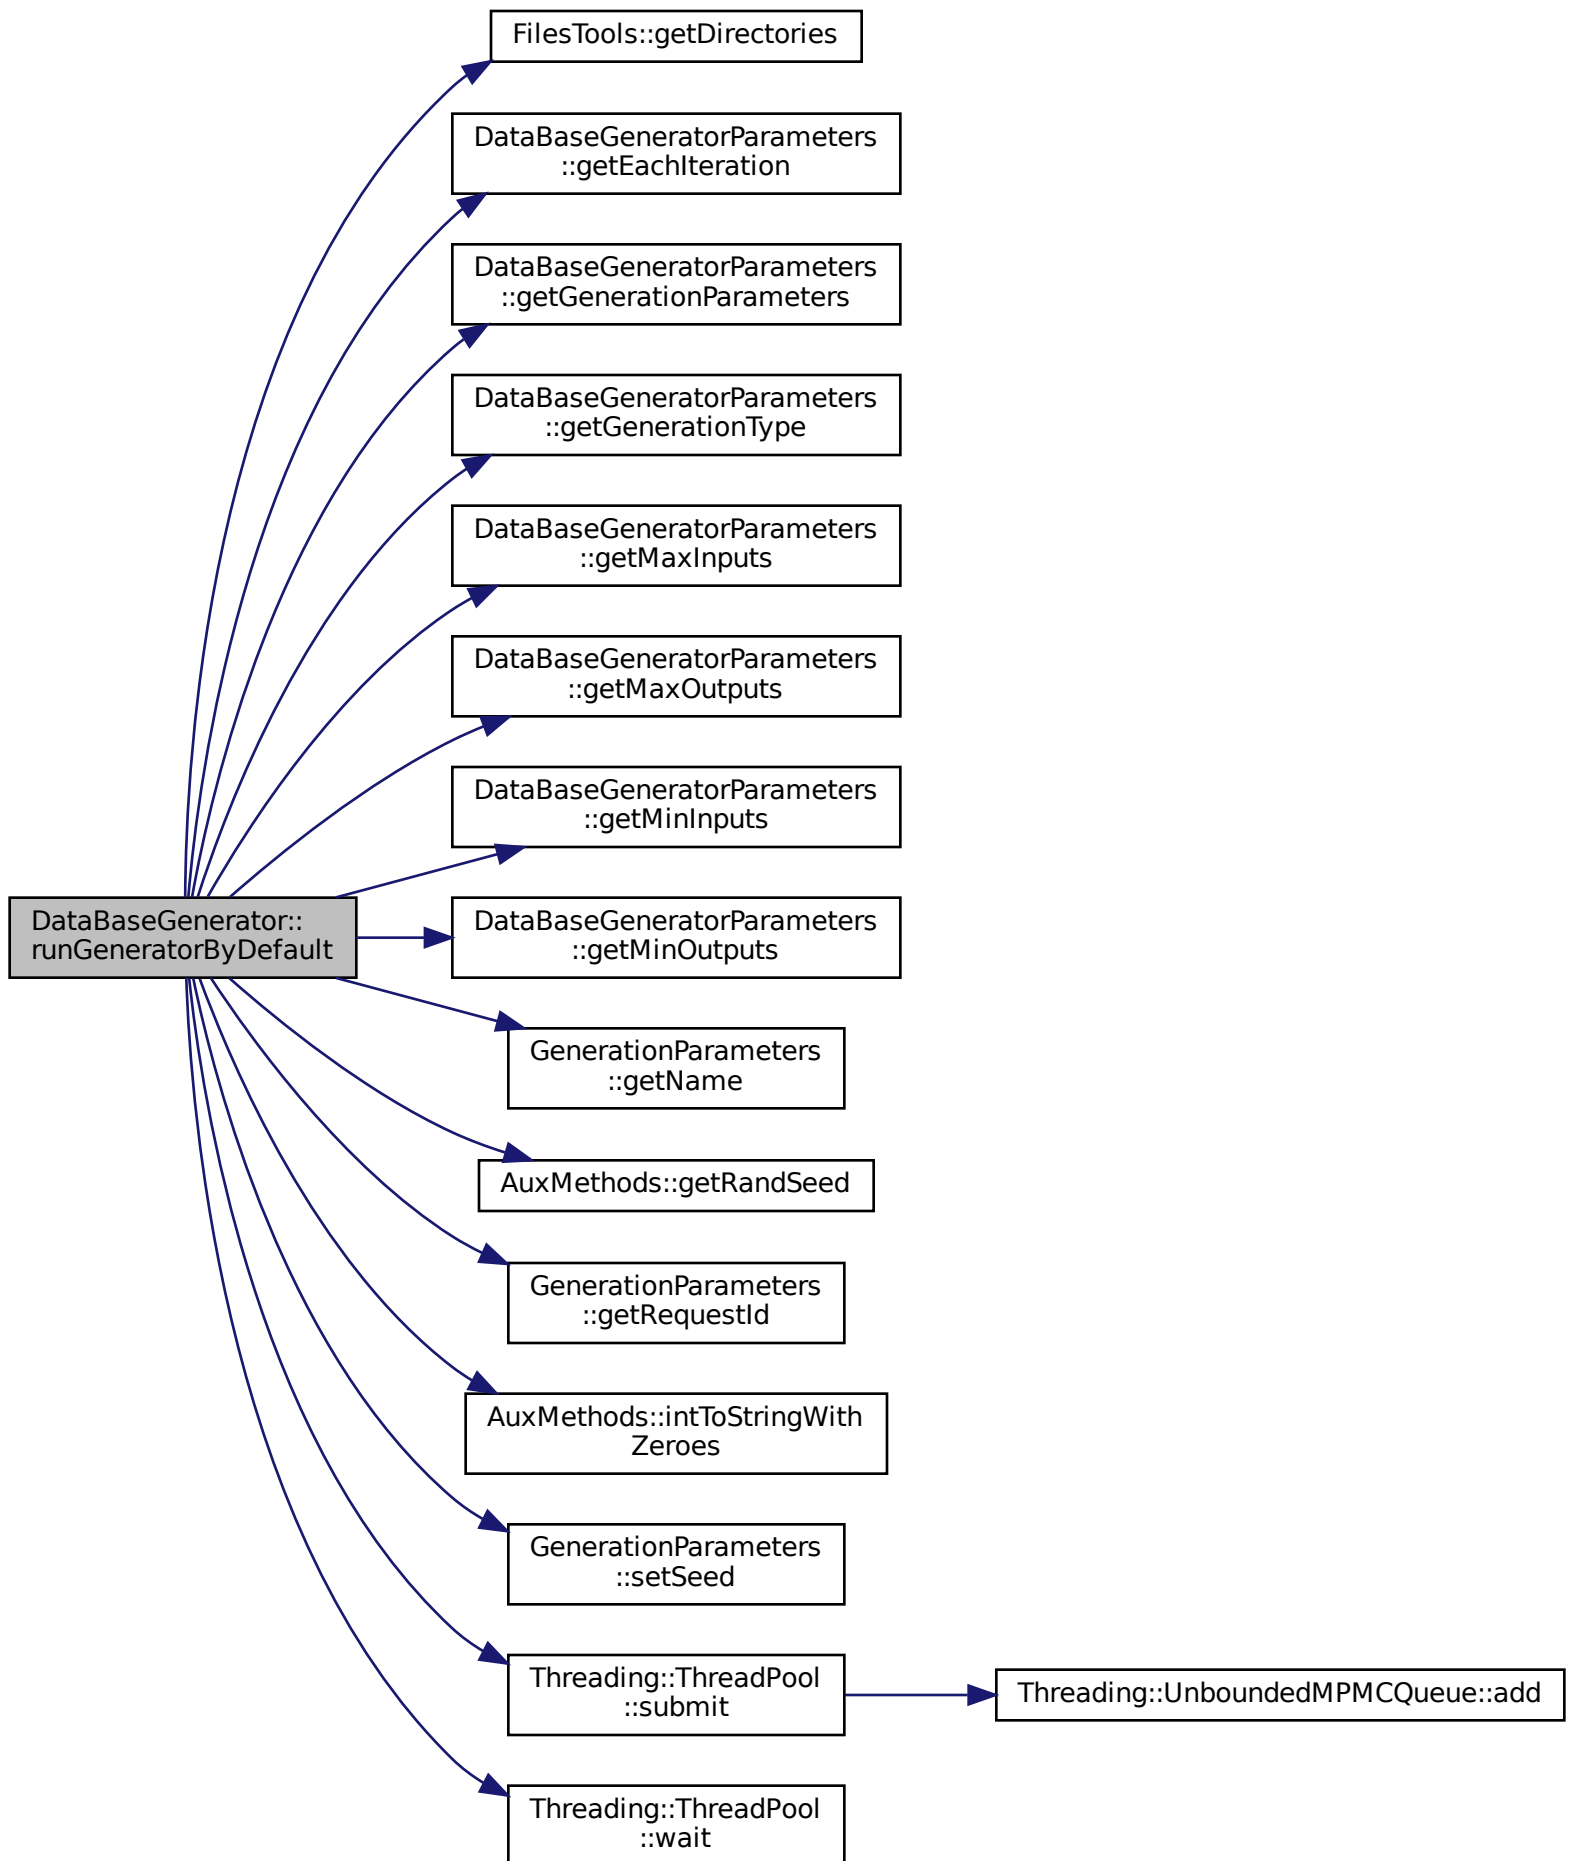 FilesTools::getDirectories
DataBaseGeneratorParameters
::getEachIteration
DataBaseGeneratorParameters
::getGenerationParameters
DataBaseGeneratorParameters
::getGenerationType
DataBaseGeneratorParameters
::getMaxInputs
DataBaseGeneratorParameters
::getMaxOutputs
DataBaseGeneratorParameters
::getMinInputs
DataBaseGenerator::
runGeneratorByDefault
DataBaseGeneratorParameters
::getMinOutputs
GenerationParameters
::getName
AuxMethods::getRandSeed
GenerationParameters
::getRequestId
AuxMethods::intToStringWith
Zeroes
GenerationParameters
::setSeed
Threading::ThreadPool
::submit
Threading::UnboundedMPMCQueue::add
Threading::ThreadPool
::wait